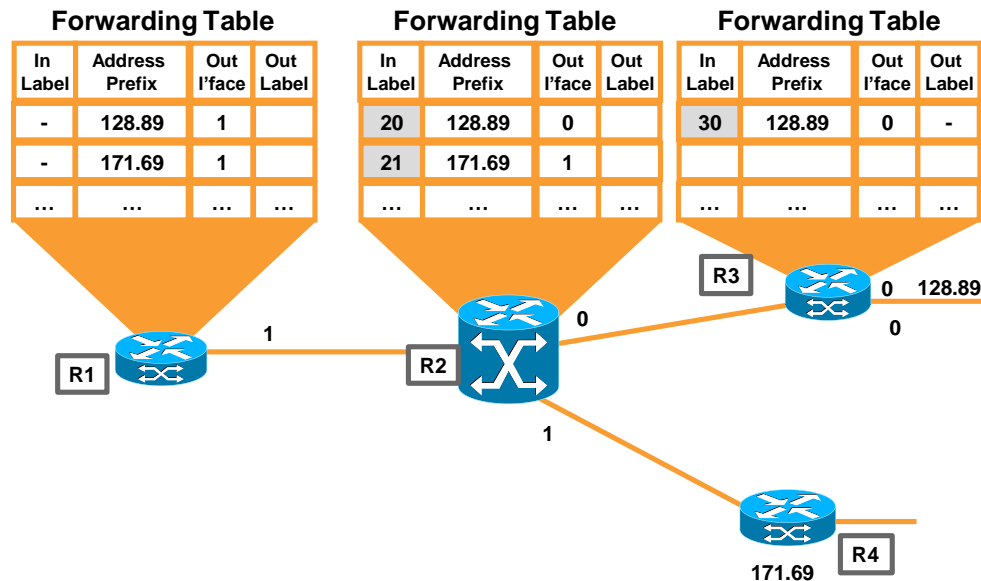 Forwarding Table
In Label Address Prefix Out I'face Out Label
- 128.89 1
- 171.69 1
... ... ... ...
Forwarding Table
In Label Address Prefix Out I'face Out Label
20 128.89 0
21 171.69 1
... ... ... ...
Forwarding Table
In Label Address Prefix Out I'face Out Label
30 128.89 0 -
... ... ... ...
R3
0 128.89
0
0
1
R1
R2
1
R4
171.69